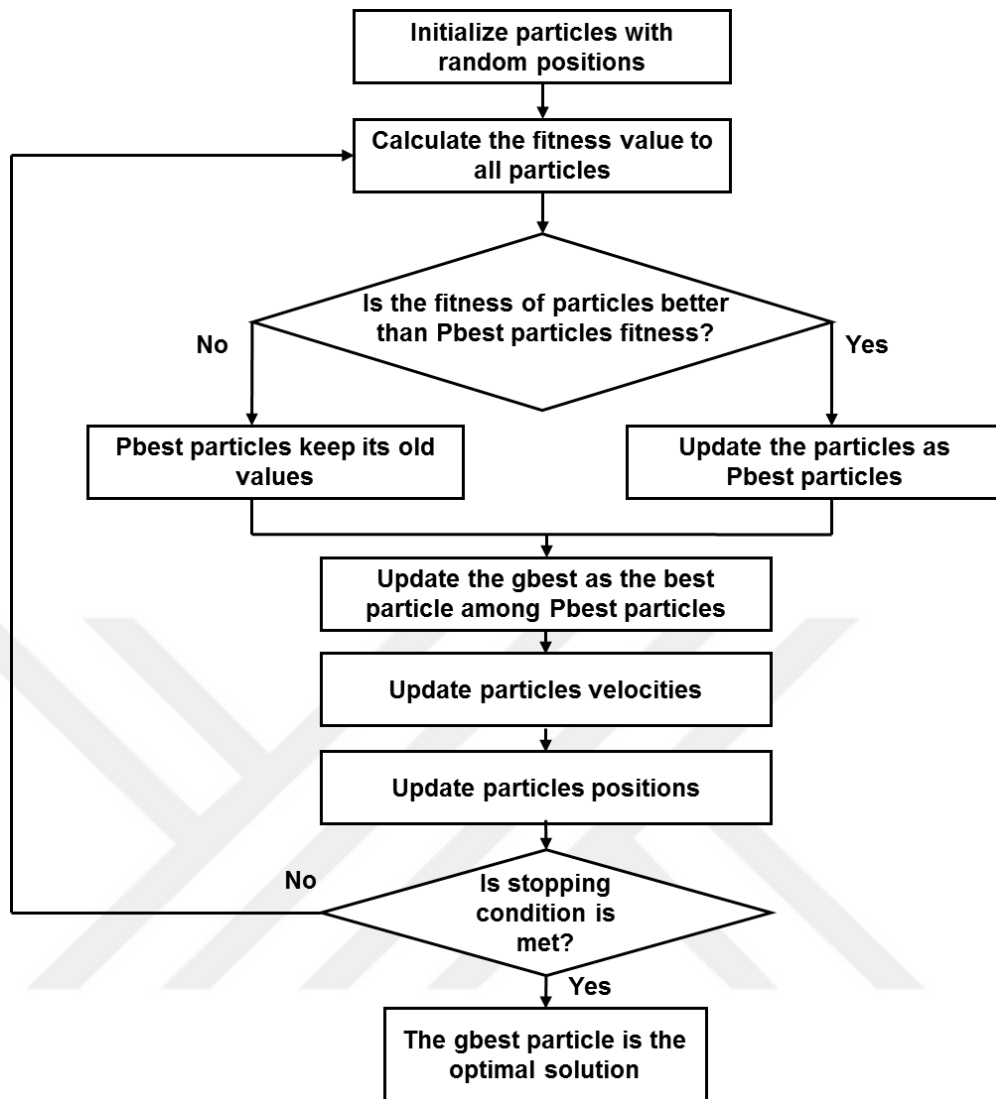 Initialize particles with
random positions
Calculate the fitness value to
all particles
Is the fitness of particles better
than Pbest particles fitness?
No
Yes
Pbest particles keep its old
values
Update the particles as
Pbest particles
Update the gbest as the best
particle among Pbest particles
Update particles velocities
Update particles positions
No
Is stopping
condition is
met?
Yes
The gbest particle is the
optimal solution